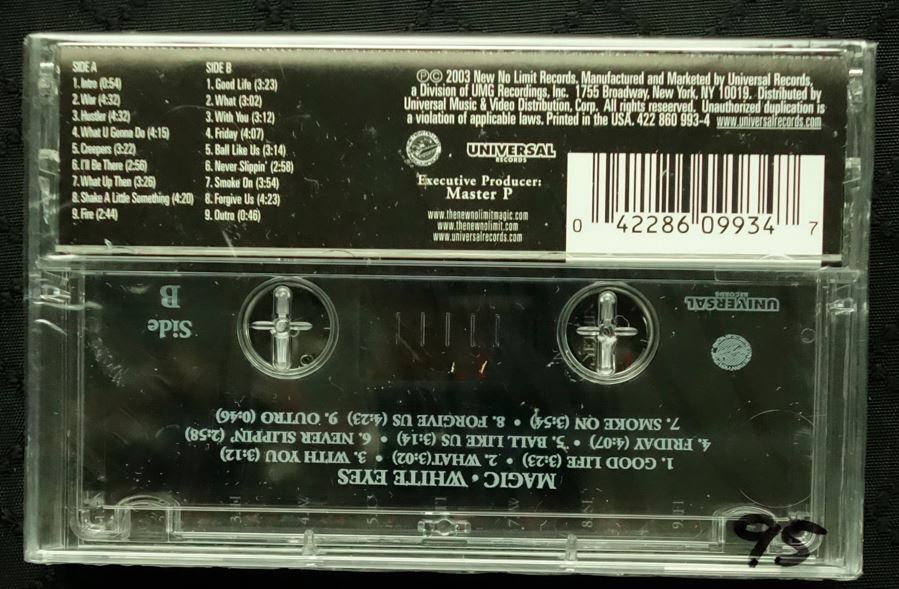 SIDE A
1. Intro (0:54)
2. War (4:32)
3. Hustler (4:32)
4. What U Gonna Do (4:15)
5. Creepers (3:22)
6. I'll Be There (2:56)
7. What Up Then (3:26)
8. Shake A Little Something (4:20)
9. Fire (2:44)
SIDE B
1. Good Life (3:23)
2. What (3:02)
3. With You (3:12)
4. Friday (4:07)
5. Ball Like Us (3:14)
6. Never Slippin' (2:58)
7. Smoke On (3:54)
8. Forgive Us (4:23)
9. Outro (0:46)
℗© 2003 New No Limit Records, Manufactured and Marketed by Universal Records,
a Division of UMG Recordings, Inc. 1755 Broadway, New York, NY 10019. Distributed by
Universal Music & Video Distribution, Corp. All rights reseerved. Unauthorized duplication is
a violation of applicable laws. Printed in the USA. 422 860 993-4 www.universalrecords.com
UNIVERSAL
RECORDS
Executive Producer:
Master P
www.thenewnolimitmagic.com
www.thenewnolimit.com
www.universalrecords.com
0 42286 09934 7
MAGIC • WHITE EYES
1. GOOD LIFE (3:23) • 2. WHAT(3:02) • 3. WITH YOU (3:12)
4. FRIDAY (4:07) • 5. BALL LIKE US (3:14) • 6. NEVER SLIPPIN' (2:58)
7. SMOKE ON (3:54) • 8. FORGIVE US (4:23) • 9. OUTRO (0:46)
Side
B
UNIVERSAL
RECORDS
95